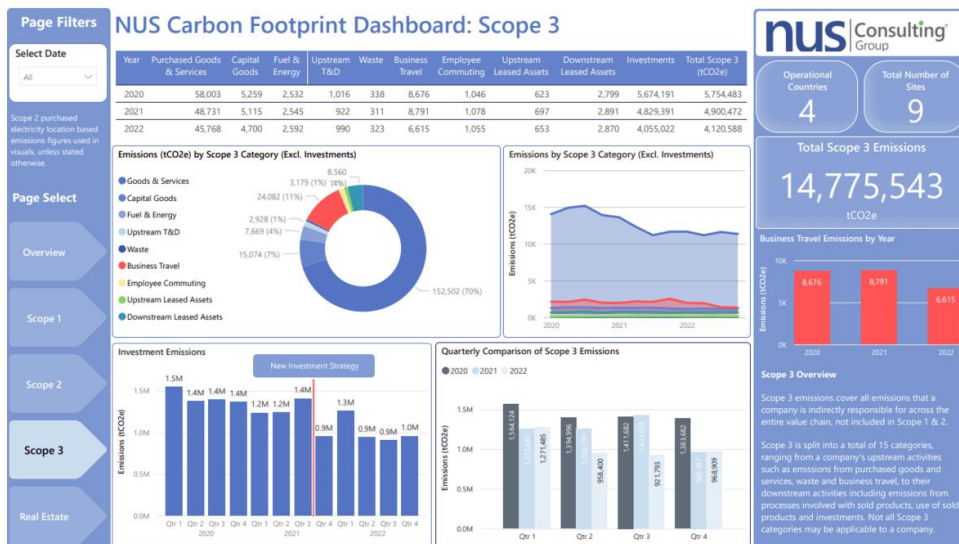 Page Filters
Select Date
All
Scope 2 purchased
electricity location based
emissions figures used in
visuals, unless stated
otherwise.
Page Select
Overview
Scope 1
Scope 2
Scope 3
Real Estate
NUS Carbon Footprint Dashboard: Scope 3
Year Purchased Goods & Services Capital Goods Fuel & Energy Upstream T&D Waste Business Travel Employee Commuting Upstream Leased Assets Downstream Leased Assets Investments Total Scope 3 (tCO2e)
2020 58,003 5,259 2,532 1,016 338 8,676 1,046 623 2,799 5,674,191 5,754,483
2021 48,731 5,115 2,545 922 311 8,791 1,078 697 2,891 4,829,391 4,900,472
2022 45,768 4,700 2,592 990 323 6,615 1,055 653 2,870 4,055,022 4,120,588
Emissions (tCO2e) by Scope 3 Category (Excl. Investments)
Goods & Services
Capital Goods
Fuel & Energy
Upstream T&D
Waste
Business Travel
Employee Commuting
Upstream Leased Assets
Downstream Leased Assets
8,560
(4%)
3,179 (1%)
24,082 (11%)
2,928 (1%)
7,669 (4%)
15,074 (7%)
152,502 (70%)
Emissions by Scope 3 Category (Excl. Investments)
Emissions (tCO2e)
20K
15K
10K
5K
0K
2020 2021 2022
Investment Emissions
New Investment Strategy
Emissions (tCO2e)
1.5M
1.0M
0.5M
0.0M
1.5M 1.4M 1.4M 1.4M 1.2M 1.2M 1.4M 0.9M 1.3M 0.9M 0.9M 1.0M
Qtr 1 Qtr 2 Qtr 3 Qtr 4 Qtr 1 Qtr 2 Qtr 3 Qtr 4 Qtr 1 Qtr 2 Qtr 3 Qtr 4
2020 2021 2022
Quarterly Comparison of Scope 3 Emissions
2020 2021 2022
Emissions (tCO2e)
1.5M
1.0M
0.5M
0.0M
1,564,124 1,271,485
1,394,996 958,400
1,411,682 921,793
1,383,682 968,909
Qtr 1 Qtr 2 Qtr 3 Qtr 4
nus Consulting
Group
Operational
Countries
4
Total Number of
Sites
9
Total Scope 3 Emissions
14,775,543
tCO2e
Business Travel Emissions by Year
Emissions (tCO2e)
10K
5K
0K
8,676 8,791 6,615
2020 2021 2022
Scope 3 Overview
Scope 3 emissions cover all emissions that a
company is indirectly responsible for across the
entire value chain, not included in Scope 1 & 2.
Scope 3 is split into a total of 15 categories,
ranging from a company's upstream activities
such as emissions from purchased goods and
services, waste and business travel, to their
downstream activities including emissions from
processes involved with sold products, use of sold
products and investments. Not all Scope 3
categories may be applicable to a company.